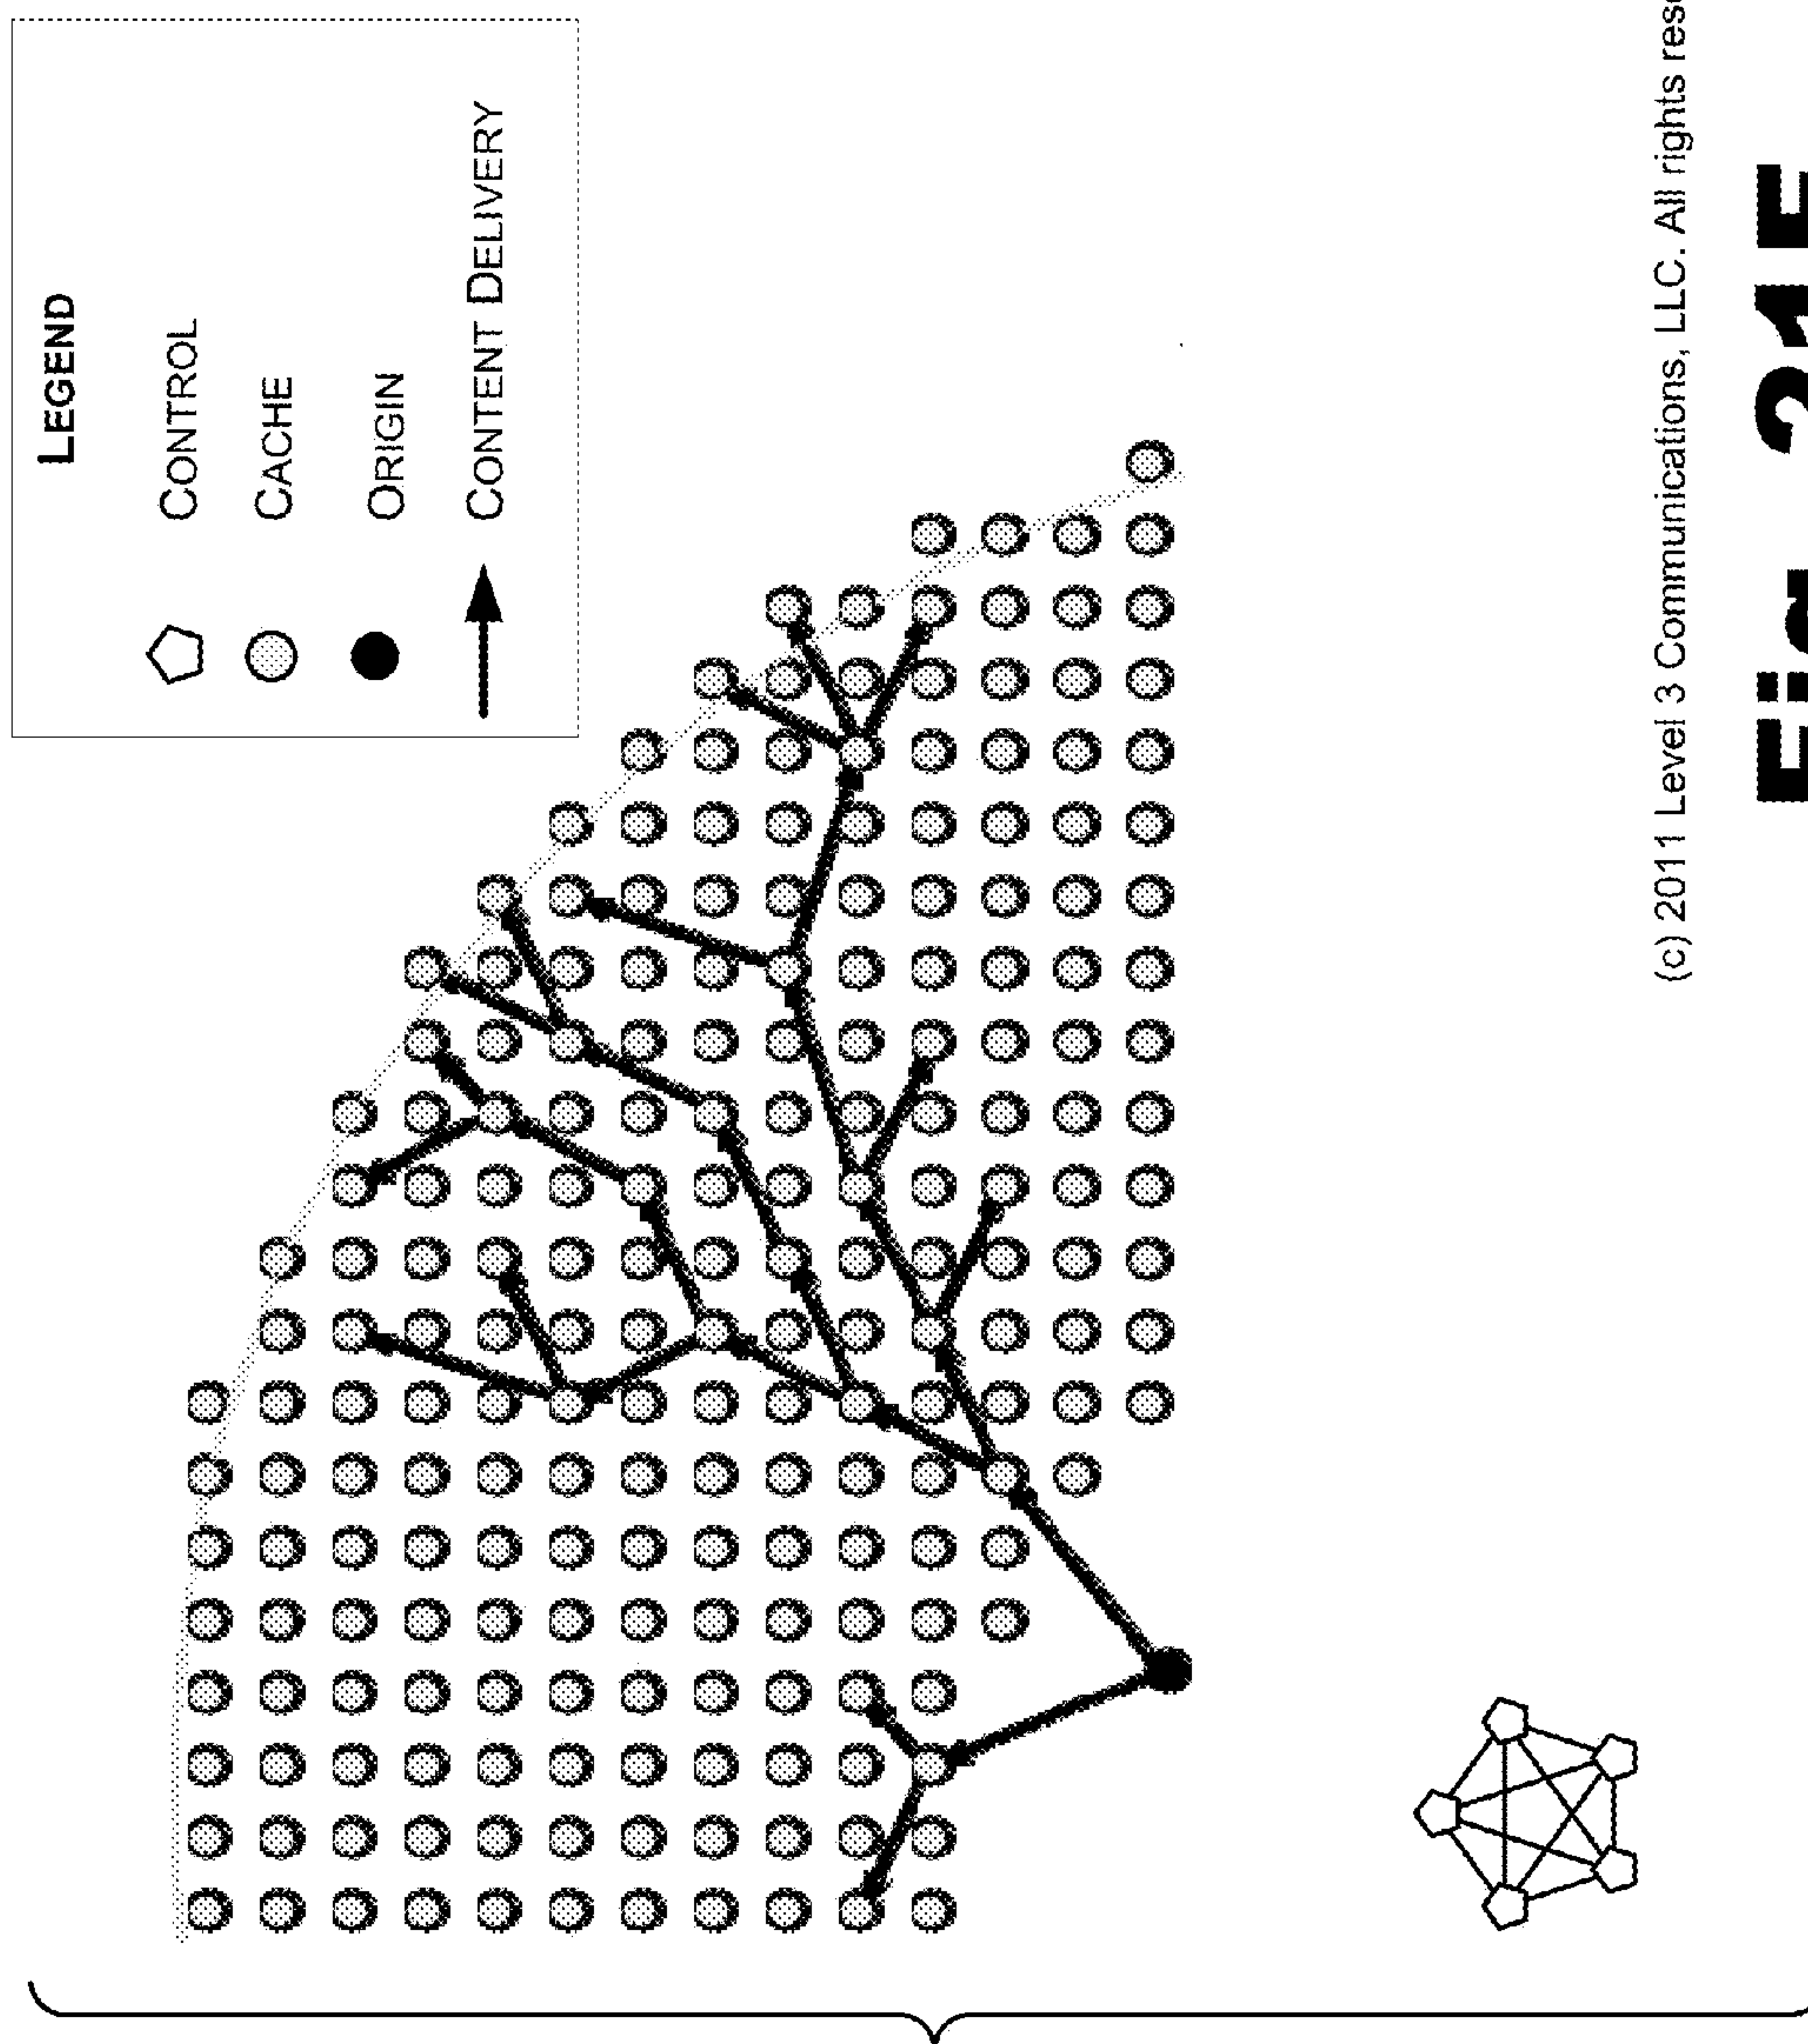 LEGEND
CONTROL
CACHE
ORIGIN
CONTENT DELIVERY
(c) 2011 Level 3 Communications, LLC. All rights